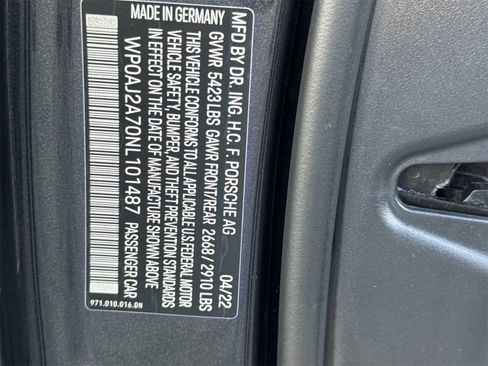 MFD BY DR. ING. H.C. F. PORSCHE AG 04/22
GVWR 5423 LBS GAWR FRONT/REAR 2668 / 2910 LBS
THIS VEHICLE CONFORMS TO ALL APPLICABLE U.S. FEDERAL MOTOR
VEHICLE SAFETY, BUMPER, AND THEFT PREVENTION STANDARDS
IN EFFECT ON THE DATE OF MANUFACTURE SHOWN ABOVE
WP0AJ2A70NL101487 PASSENGER CAR
MADE IN GERMANY
971.010.016.DN